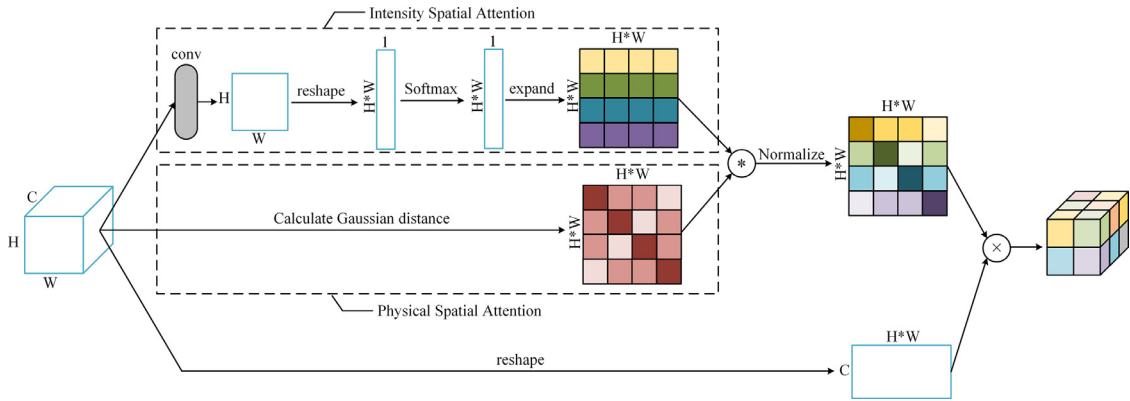 Intensity Spatial Attention
conv
H
W
reshape
1
H*W
Softmax
1
H*W
expand
H*W
H*W
*
Normalize
H*W
H*W
C
H
W
Calculate Gaussian distance
H*W
H*W
×
Physical Spatial Attention
reshape
H*W
C